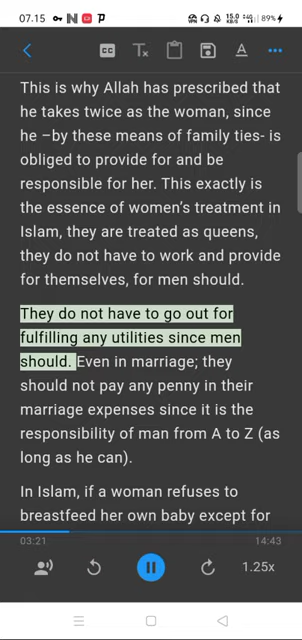 07.15 N 15.0 KB/S 4G 89%
CC T A
This is why Allah has prescribed that
he takes twice as the woman, since
he –by these means of family ties- is
obliged to provide for and be
responsible for her. This exactly is
the essence of women's treatment in
Islam, they are treated as queens,
they do not have to work and provide
for themselves, for men should.
They do not have to go out for
fulfilling any utilities since men
should. Even in marriage; they
should not pay any penny in their
marriage expenses since it is the
responsibility of man from A to Z (as
long as he can).
In Islam, if a woman refuses to
breastfeed her own baby except for
03:21 14:43
1.25x